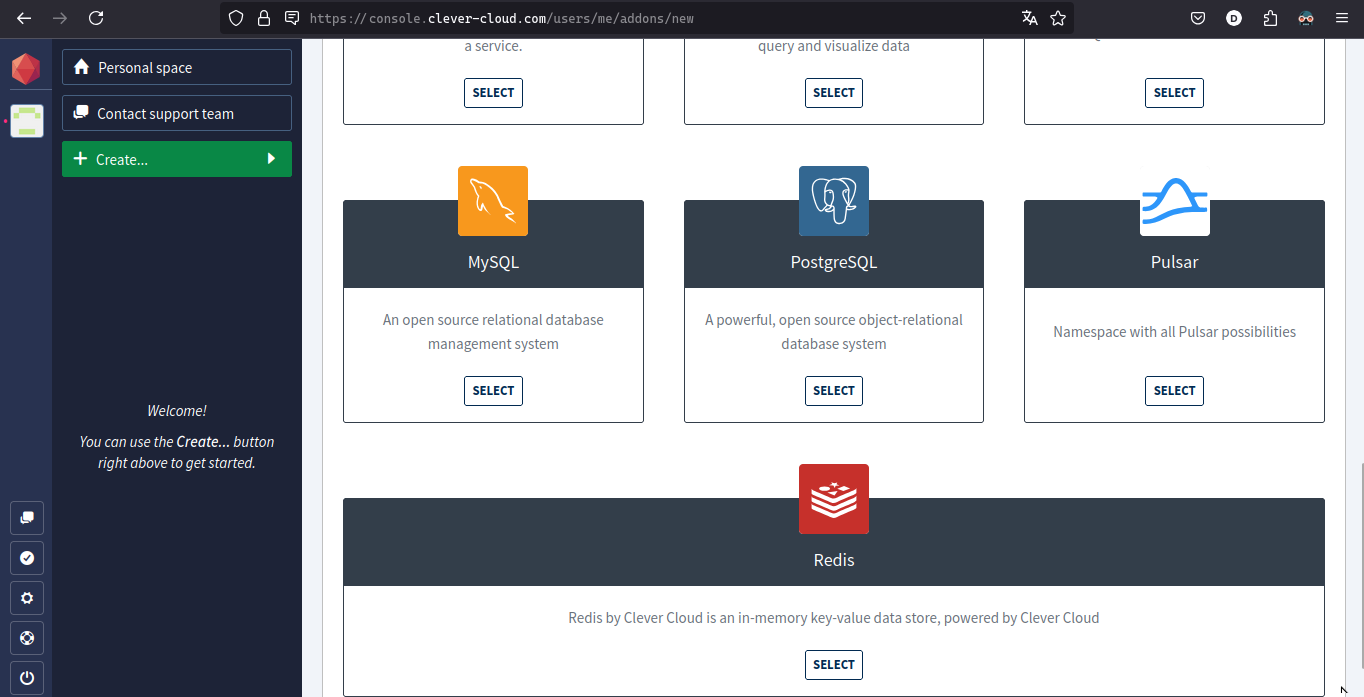 https://console.clever-cloud.com/users/me/addons/new
D
Personal space
Contact support team
Create...
Welcome!
You can use the Create... button
right above to get started.
a service.
query and visualize data
SELECT
SELECT
SELECT
MySQL
PostgreSQL
Pulsar
An open source relational database
management system
A powerful, open source object-relational
database system
Namespace with all Pulsar possibilities
SELECT
SELECT
SELECT
Redis
Redis by Clever Cloud is an in-memory key-value data store, powered by Clever Cloud
SELECT